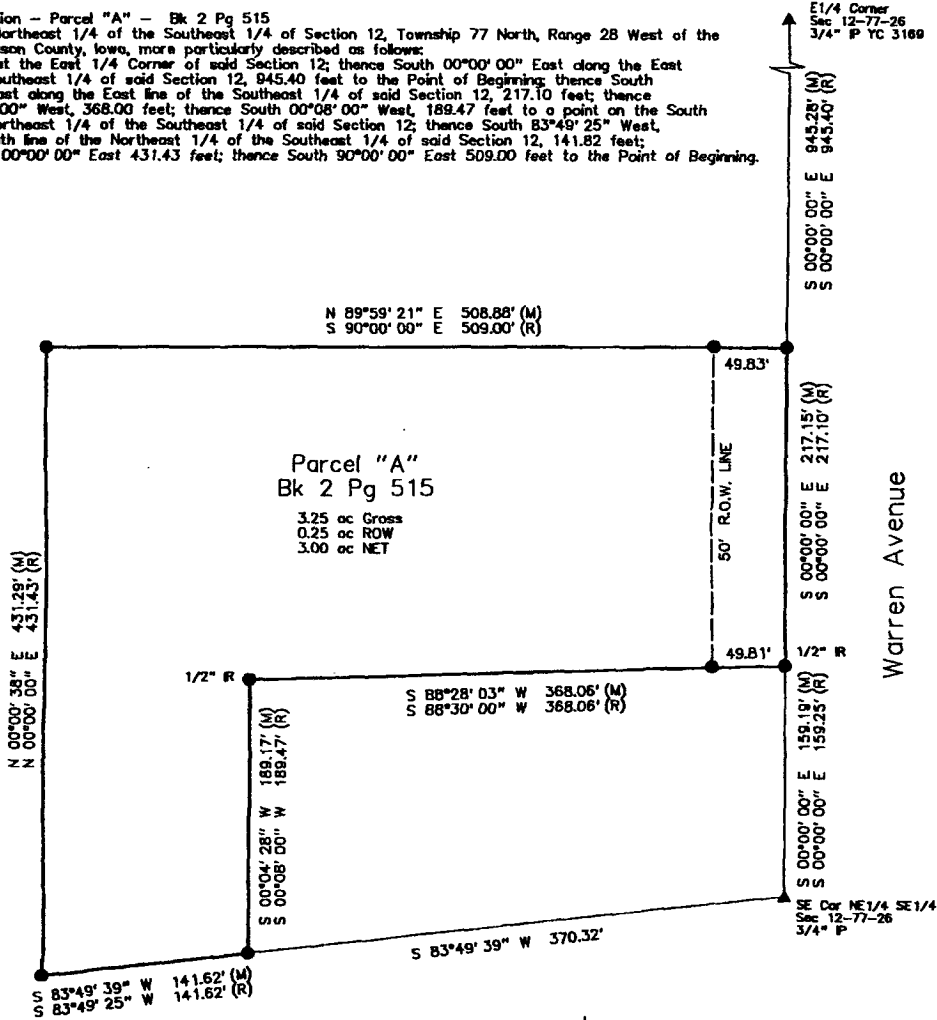 ion – Parcel "A" – Bk 2 Pg 515
ortheast 1/4 of the Southeast 1/4 of Section 12, Township 77 North, Range 28 West of the
ison County, Iowa, more particularly described as follows:
at the East 1/4 Corner of said Section 12; thence South 00°00' 00" East along the East
outheast 1/4 of said Section 12, 945.40 feet to the Point of Beginning; thence South
ast along the East line of the Southeast 1/4 of said Section 12, 217.10 feet; thence
00" West, 368.00 feet; thence South 00°08' 00" West, 189.47 feet to a point on the South
ortheast 1/4 of the Southeast 1/4 of said Section 12; thence South 83°49' 25" West,
th line of the Northeast 1/4 of the Southeast 1/4 of said Section 12, 141.82 feet;
00°00' 00" East 431.43 feet; thence South 90°00' 00" East 509.00 feet to the Point of Beginning.
E1/4 Corner
Sec 12-77-26
3/4" IP YC 3169
S 00°00' 00" E 945.28' (M)
S 00°00' 00" E 945.40' (R)
N 89°59' 21" E 508.88' (M)
S 90°00' 00" E 509.00' (R)
49.83'
Parcel "A"
Bk 2 Pg 515
3.25 ac Gross
0.25 ac ROW
3.00 ac NET
50' R.O.W. LINE
S 00°00' 00" E 217.15' (M)
S 00°00' 00" E 217.10' (R)
Warren Avenue
N 00°00' 38" E 431.29' (M)
N 00°00' 00" E 431.43' (R)
1/2" IR
49.81'
1/2" IR
S 88°28' 03" W 368.06' (M)
S 88°30' 00" W 368.06' (R)
S 00°04' 28" W 189.17' (M)
S 00°08' 00" W 189.47' (R)
S 00°00' 00" E 159.19' (M)
S 00°00' 00" E 159.25' (R)
SE Cor NE1/4 SE1/4
Sec 12-77-26
3/4" IP
S 83°49' 39" W 370.32'
S 83°49' 39" W 141.62' (M)
S 83°49' 25" W 141.62' (R)